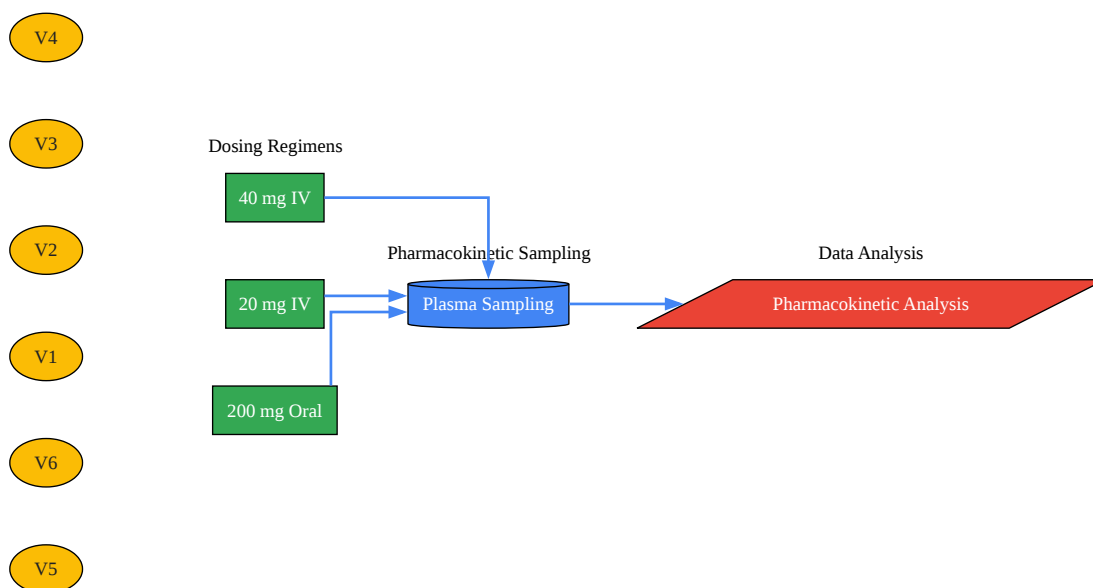 V4
V3
Dosing Regimens
40 mg IV
V2
Pharmacokinetic Sampling
Data Analysis
20 mg IV
Plasma Sampling
Pharmacokinetic Analysis
V1
200 mg Oral
V6
V5